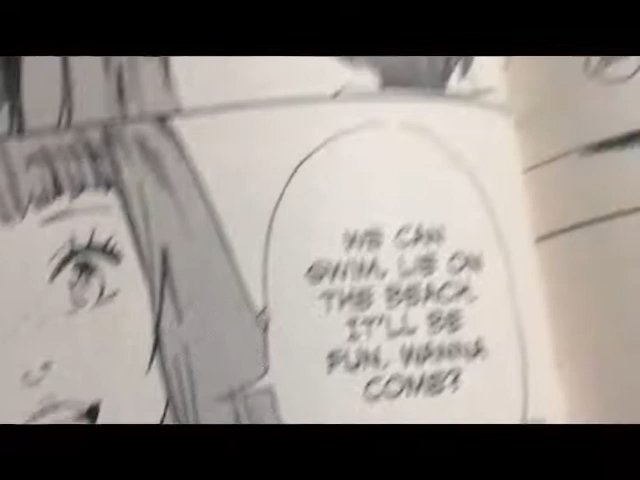 WE CAN
SWIM, LIE ON
THE BEACH.
IT'LL BE
FUN. WANNA
COME?